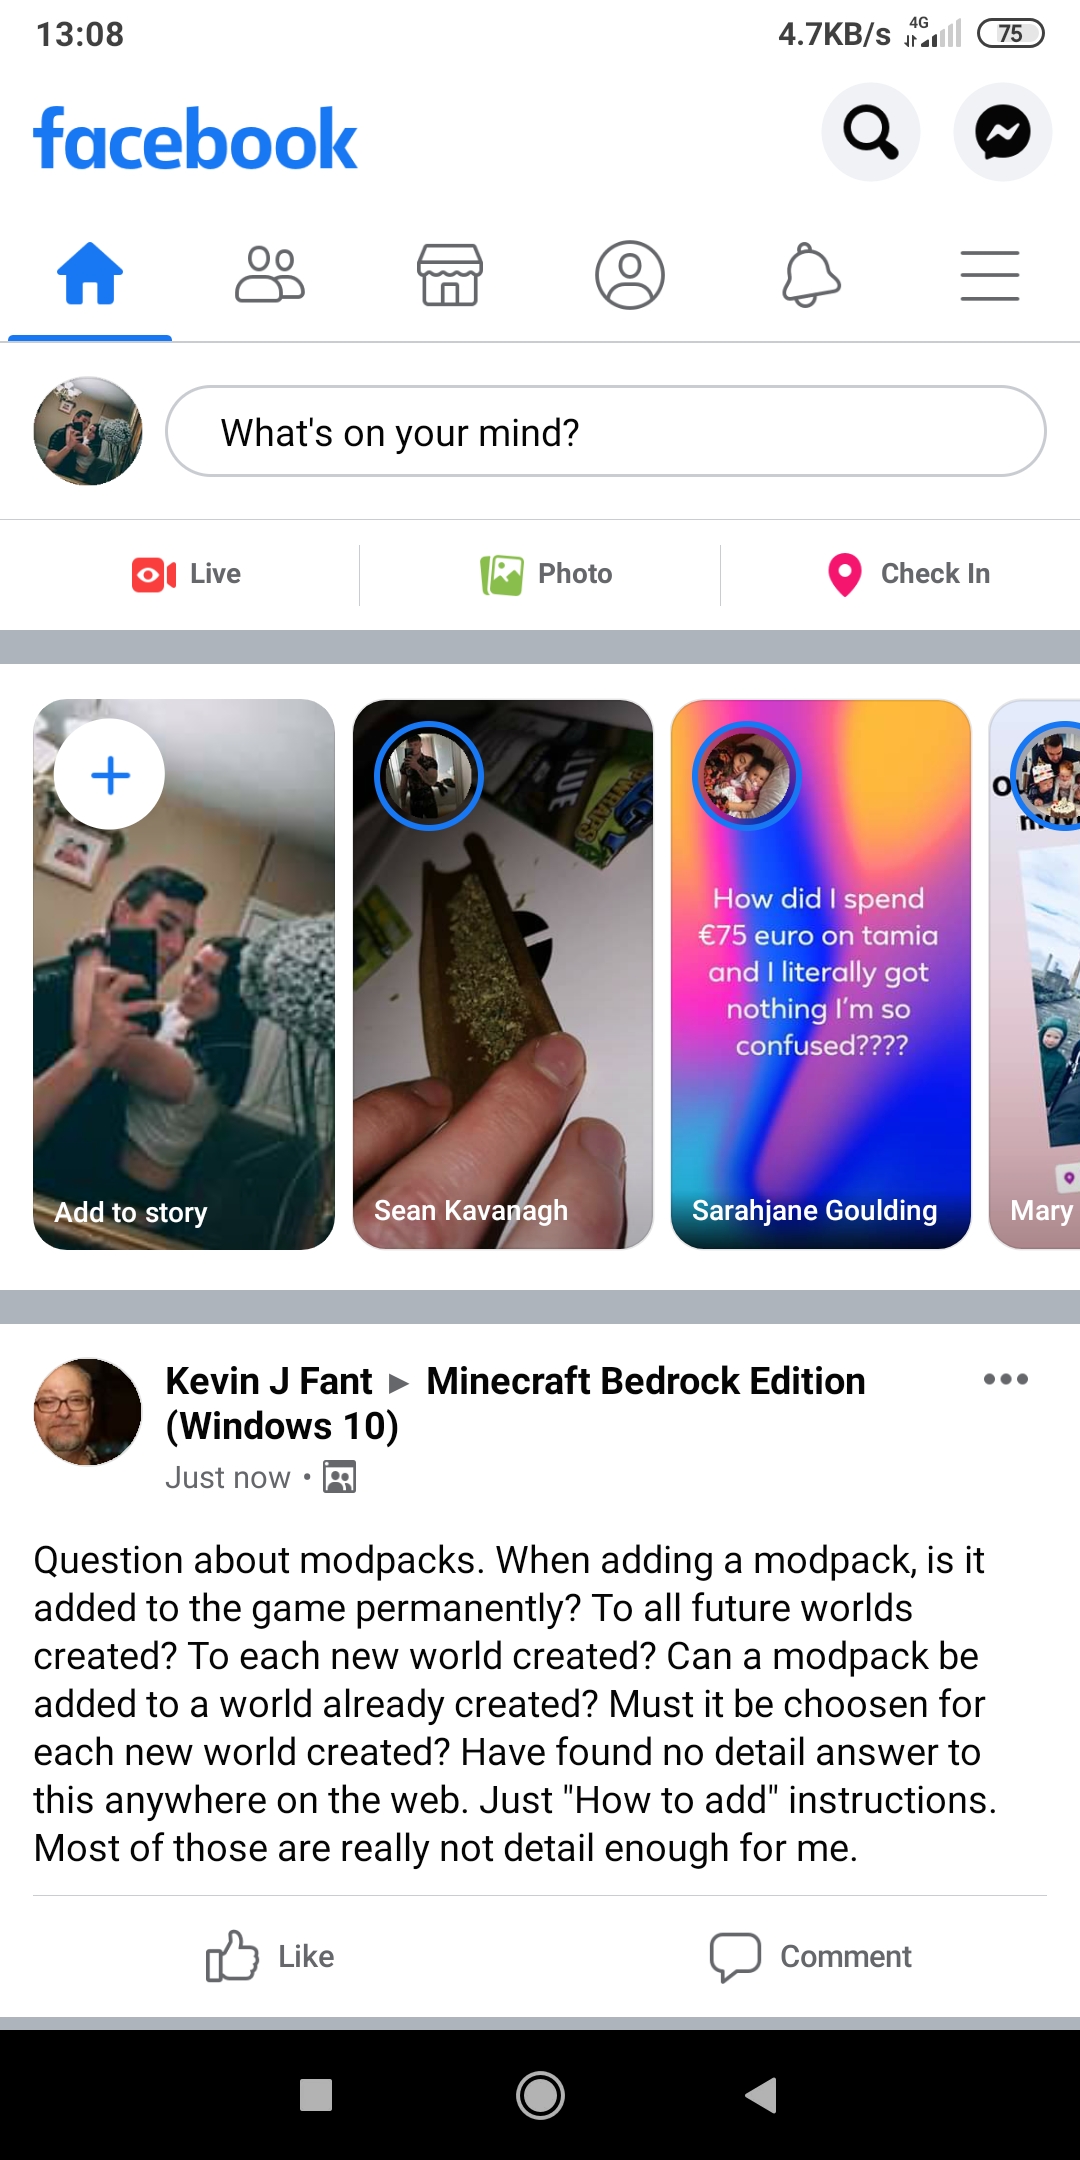 13:08 4.7KB/s 4G 75
facebook
What's on your mind?
Live Photo Check In
Add to story
Sean Kavanagh
How did I spend
€75 euro on tamia
and I literally got
nothing I'm so
confused????
Sarahjane Goulding
Mary
Kevin J Fant ▸ Minecraft Bedrock Edition
(Windows 10)
Just now •
Question about modpacks. When adding a modpack, is it
added to the game permanently? To all future worlds
created? To each new world created? Can a modpack be
added to a world already created? Must it be choosen for
each new world created? Have found no detail answer to
this anywhere on the web. Just "How to add" instructions.
Most of those are really not detail enough for me.
Like Comment